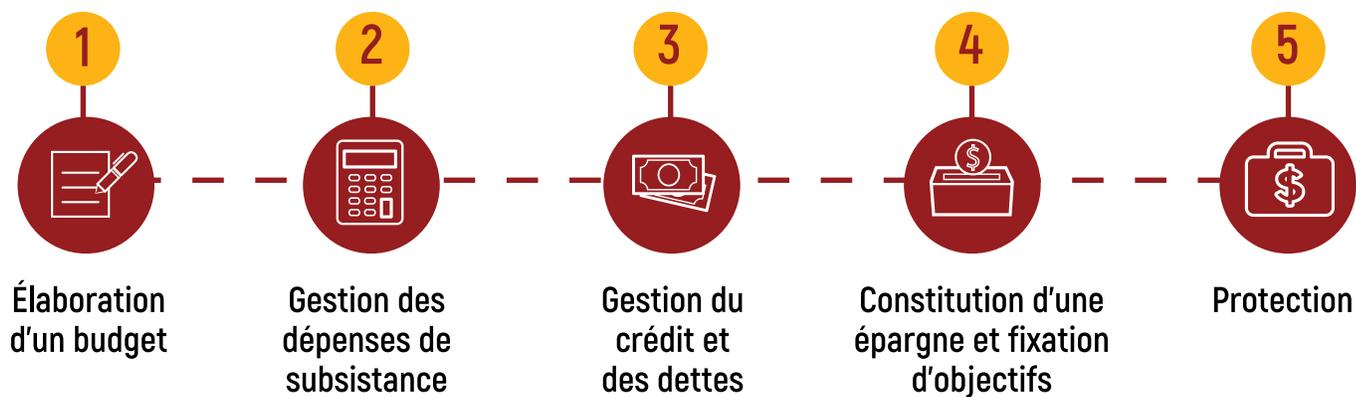 1
2
3
4
5
$
$
Élaboration
d'un budget
Gestion des
dépenses de
subsistance
Gestion du
crédit et
des dettes
Constitution d'une
épargne et fixation
d'objectifs
Protection